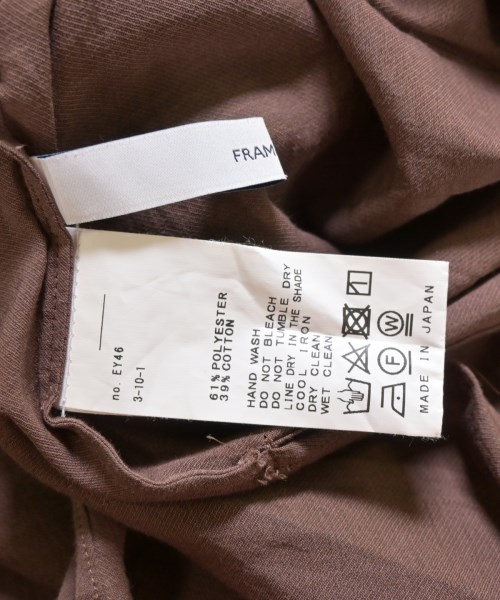 FRAM
no. EY46
3-10-1
61% POLYESTER
39% COTTON
HAND WASH
DO NOT BLEACH
DO NOT TUMBLE DRY
LINE DRY IN THE SHADE
COOL IRON
DRY CLEAN
WET CLEAN
F
W
MADE IN JAPAN